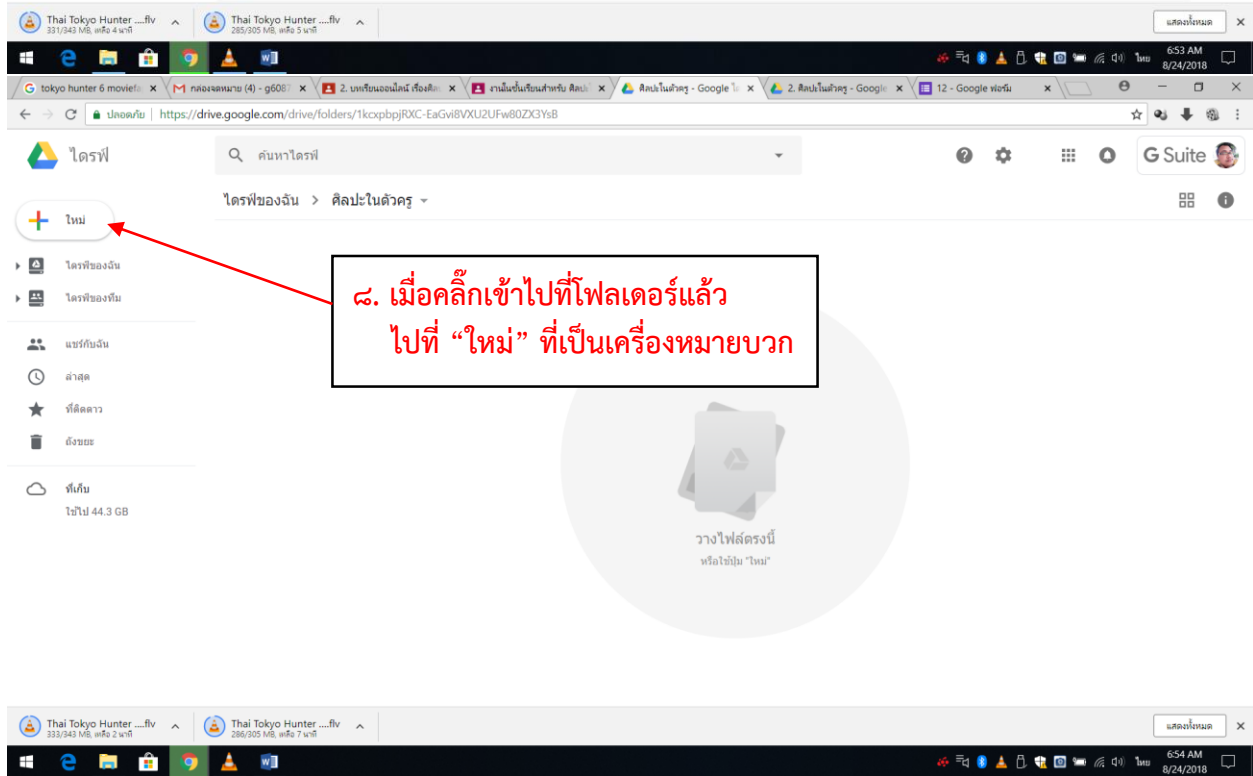 Thai Tokyo Hunter ....flv
331/343 MB, เหลือ 4 นาที
Thai Tokyo Hunter ....flv
285/305 MB, เหลือ 5 นาที
แสดงทั้งหมด
ไทย
6:53 AM
8/24/2018
tokyo hunter 6 moviefa
กล่องจดหมาย (4) - g6087
2. บทเรียนออนไลน์ เรื่องศิลป
งานในชั้นเรียนสำหรับ ศิลปะ
ศิลปะในตัวครู - Google ไ
2. ศิลปะในตัวครู - Google
12 - Google ฟอร์ม
ปลอดภัย
https://drive.google.com/drive/folders/1kcxpbpjRXC-EaGvi8VXU2UFw80ZX3YsB
ไดรฟ์
ค้นหาไดรฟ์
G Suite
ไดรฟ์ของฉัน > ศิลปะในตัวครู
ใหม่
ไดรฟ์ของฉัน
ไดรฟ์ของทีม
แชร์กับฉัน
ล่าสุด
ที่ติดดาว
ถังขยะ
ที่เก็บ
ใช้ไป 44.3 GB
๘. เมื่อคลิ๊กเข้าไปที่โฟลเดอร์แล้ว
ไปที่ “ใหม่” ที่เป็นเครื่องหมายบวก
วางไฟล์ตรงนี้
หรือใช้ปุ่ม "ใหม่"
Thai Tokyo Hunter ....flv
333/343 MB, เหลือ 2 นาที
Thai Tokyo Hunter ....flv
286/305 MB, เหลือ 7 นาที
แสดงทั้งหมด
ไทย
6:54 AM
8/24/2018